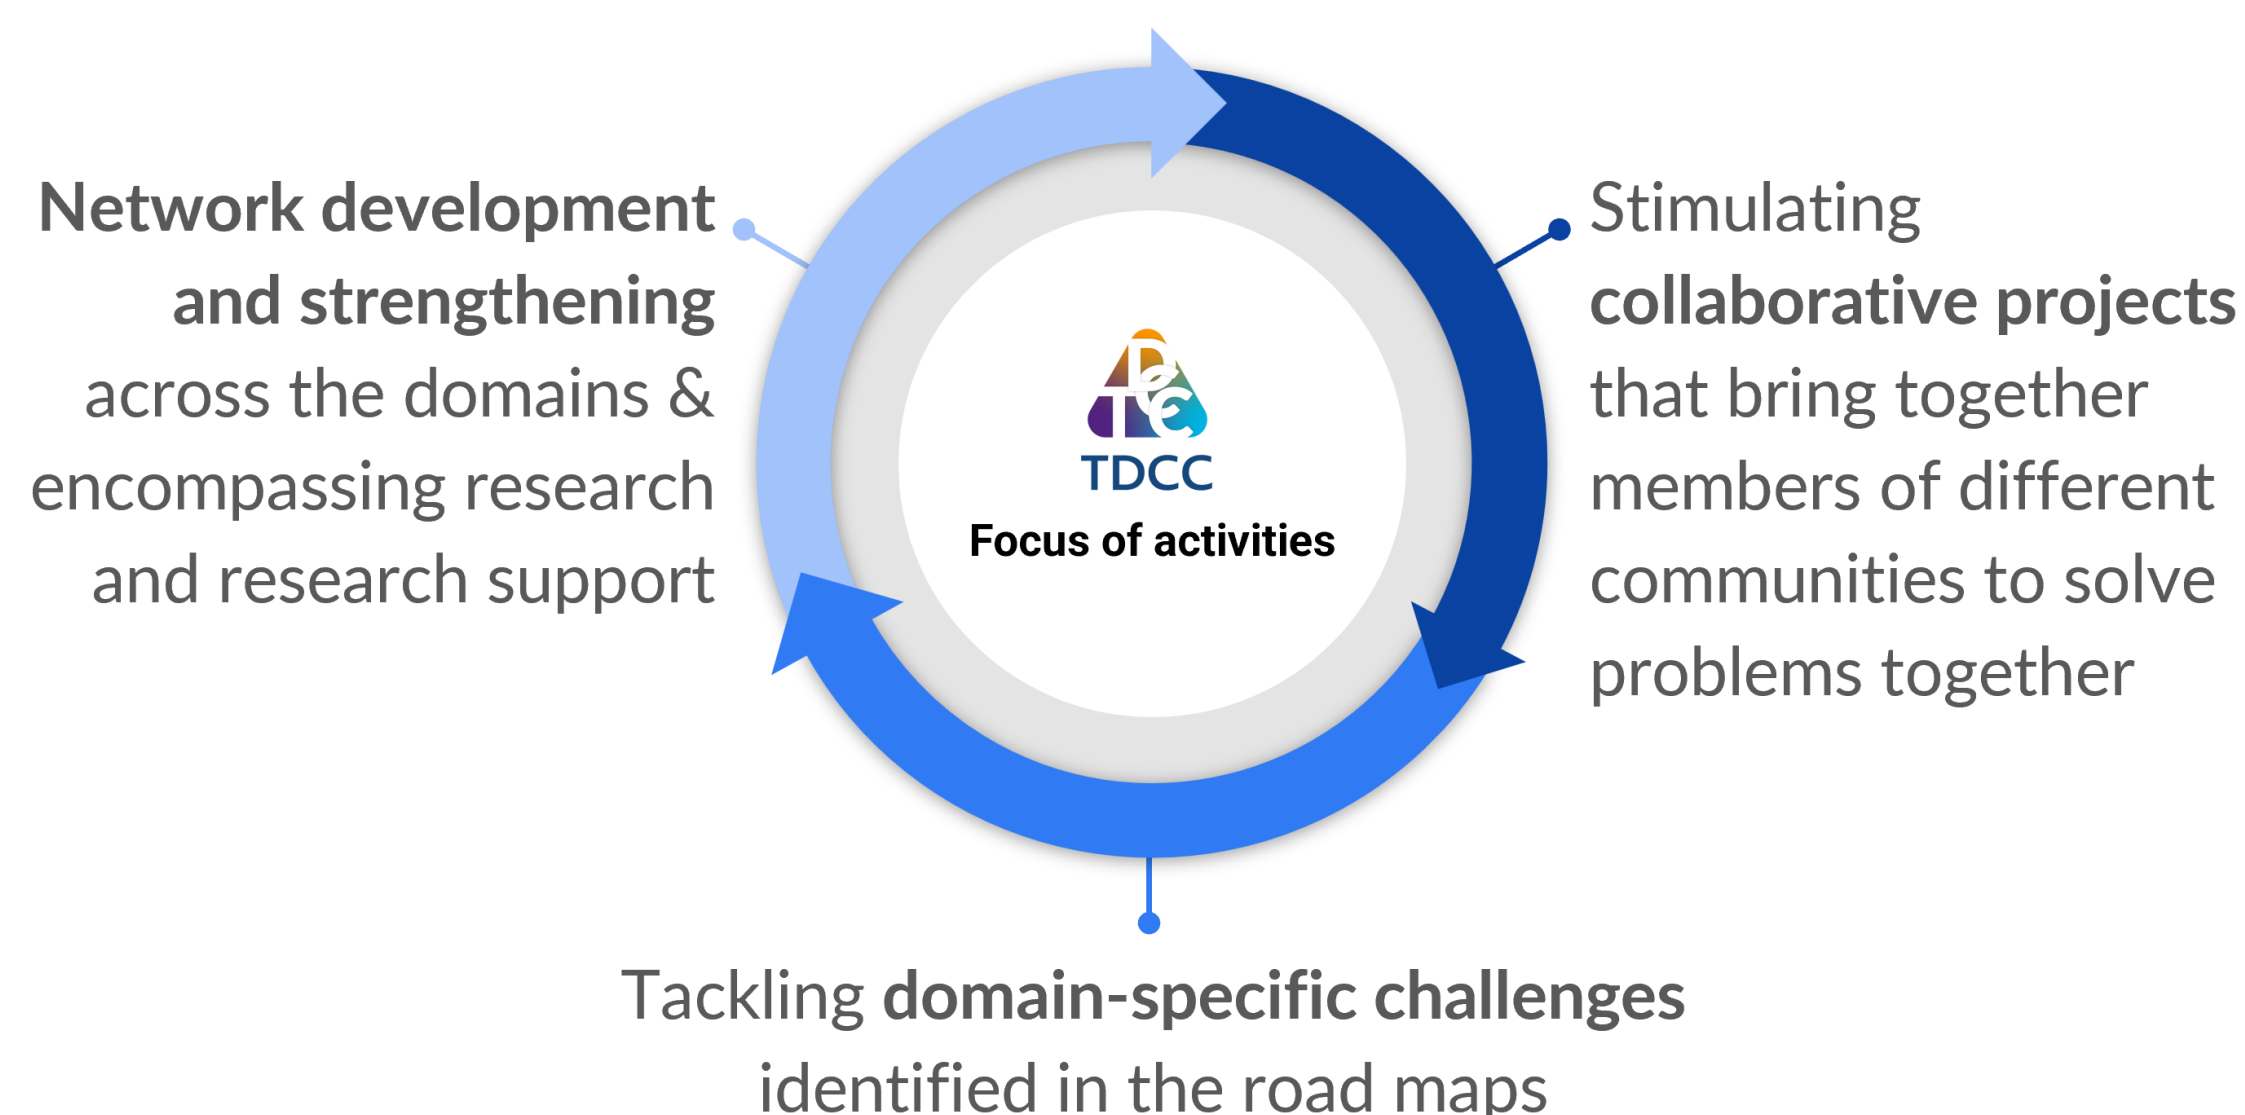 Network development
and strengthening
across the domains &
encompassing research
and research support
TDCC
TDCC
Focus of activities
Stimulating
collaborative projects
that bring together
members of different
communities to solve
problems together
Tackling domain-specific challenges
identified in the road maps